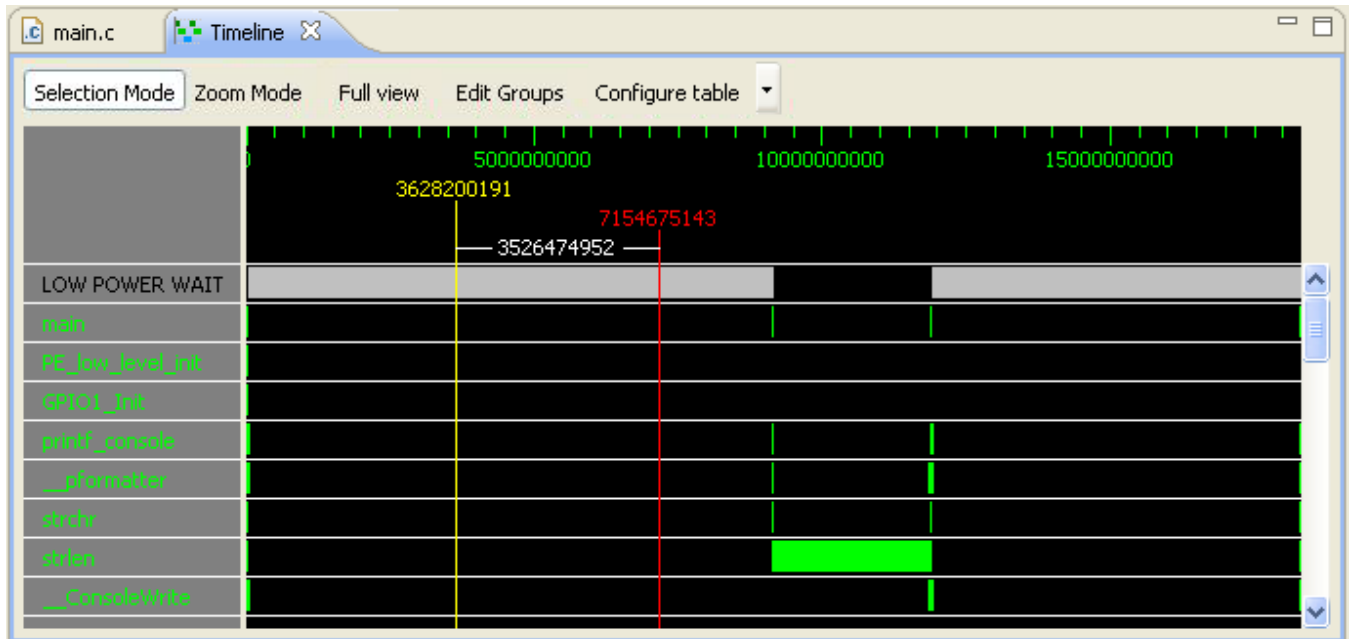 .c main.c Timeline
Selection Mode Zoom Mode Full view Edit Groups Configure table
0 5000000000 10000000000 15000000000
3628200191
7154675143
3526474952
LOW POWER WAIT
main
PE_low_level_init
GPIO1_Init
printf_console
__pformatter
strchr
strlen
__ConsoleWrite